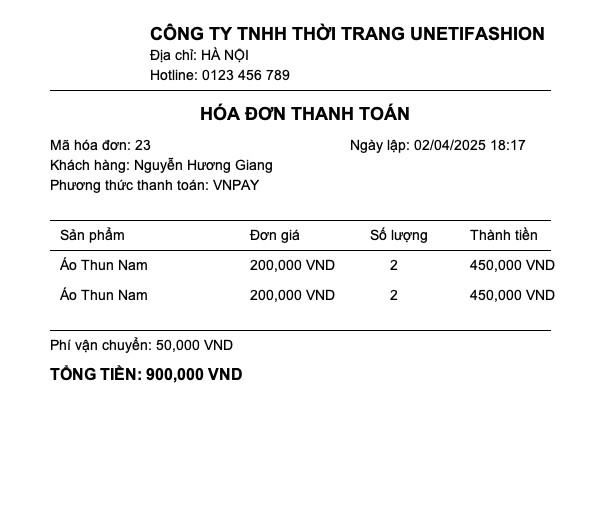 CÔNG TY TNHH THỜI TRANG UNETIFASHION
Địa chỉ: HÀ NỘI
Hotline: 0123 456 789
HÓA ĐƠN THANH TOÁN
Mã hóa đơn: 23 Ngày lập: 02/04/2025 18:17
Khách hàng: Nguyễn Hương Giang
Phương thức thanh toán: VNPAY
Sản phẩm Đơn giá Số lượng Thành tiền
Áo Thun Nam 200,000 VND 2 450,000 VND
Áo Thun Nam 200,000 VND 2 450,000 VND
Phí vận chuyển: 50,000 VND
TỔNG TIỀN: 900,000 VND